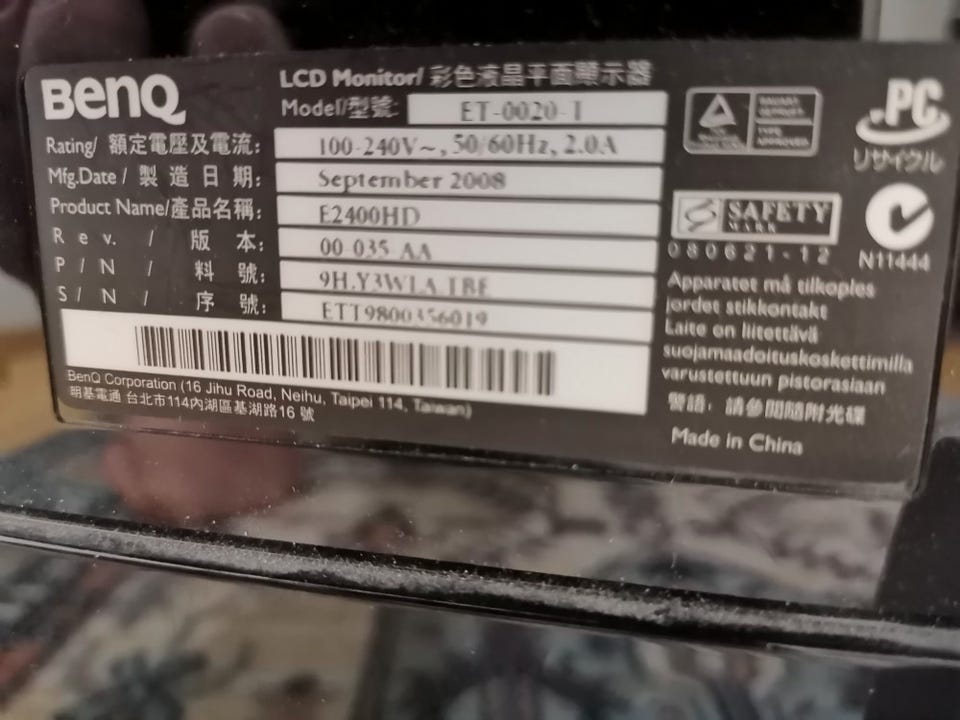 BenQ
LCD Monitor/ 彩色液晶平面顯示器
Model/型號: ET-0020-T
Rating/ 額定電壓及電流: 100-240V~, 50/60Hz, 2.0A
Mfg.Date / 製造日期: September 2008
Product Name/產品名稱: E2400HD
Rev. / 版本: 00-035-AA
P/N / 料號: 9H.Y3WLA.TBE
S/N / 序號: ETT9800356019
BenQ Corporation (16 Jihu Road, Neihu, Taipei 114, Taiwan)
明基電通 台北市114內湖區基湖路16號
TYPE
APPROVED
PC
リサイクル
SAFETY
MARK
080621-12
N11444
Apparatet må tilkoples
jordet stikkontakt
Laite on liitettävä
suojamaadoituskoskettimilla
varustettuun pistorasiaan
警語: 請參閱隨附光碟
Made in China